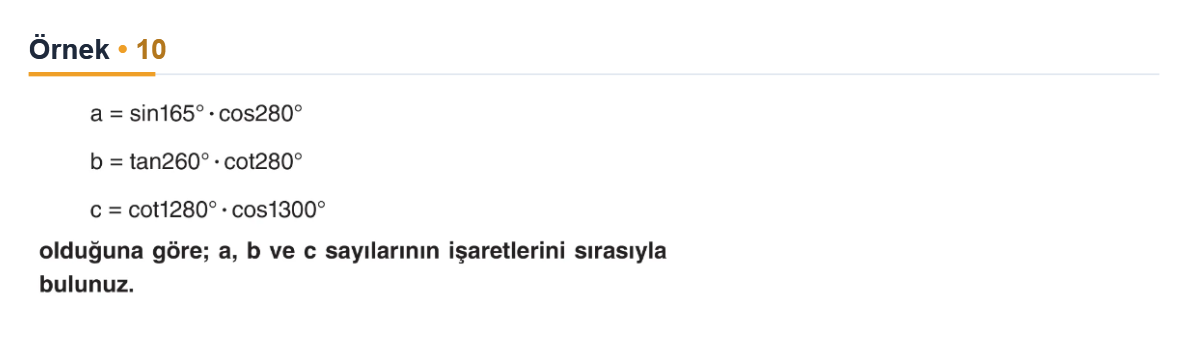 Örnek • 10
a = sin165° · cos280°
b = tan260° · cot280°
c = cot1280° · cos1300°
olduğuna göre; a, b ve c sayılarının işaretlerini sırasıyla
bulunuz.